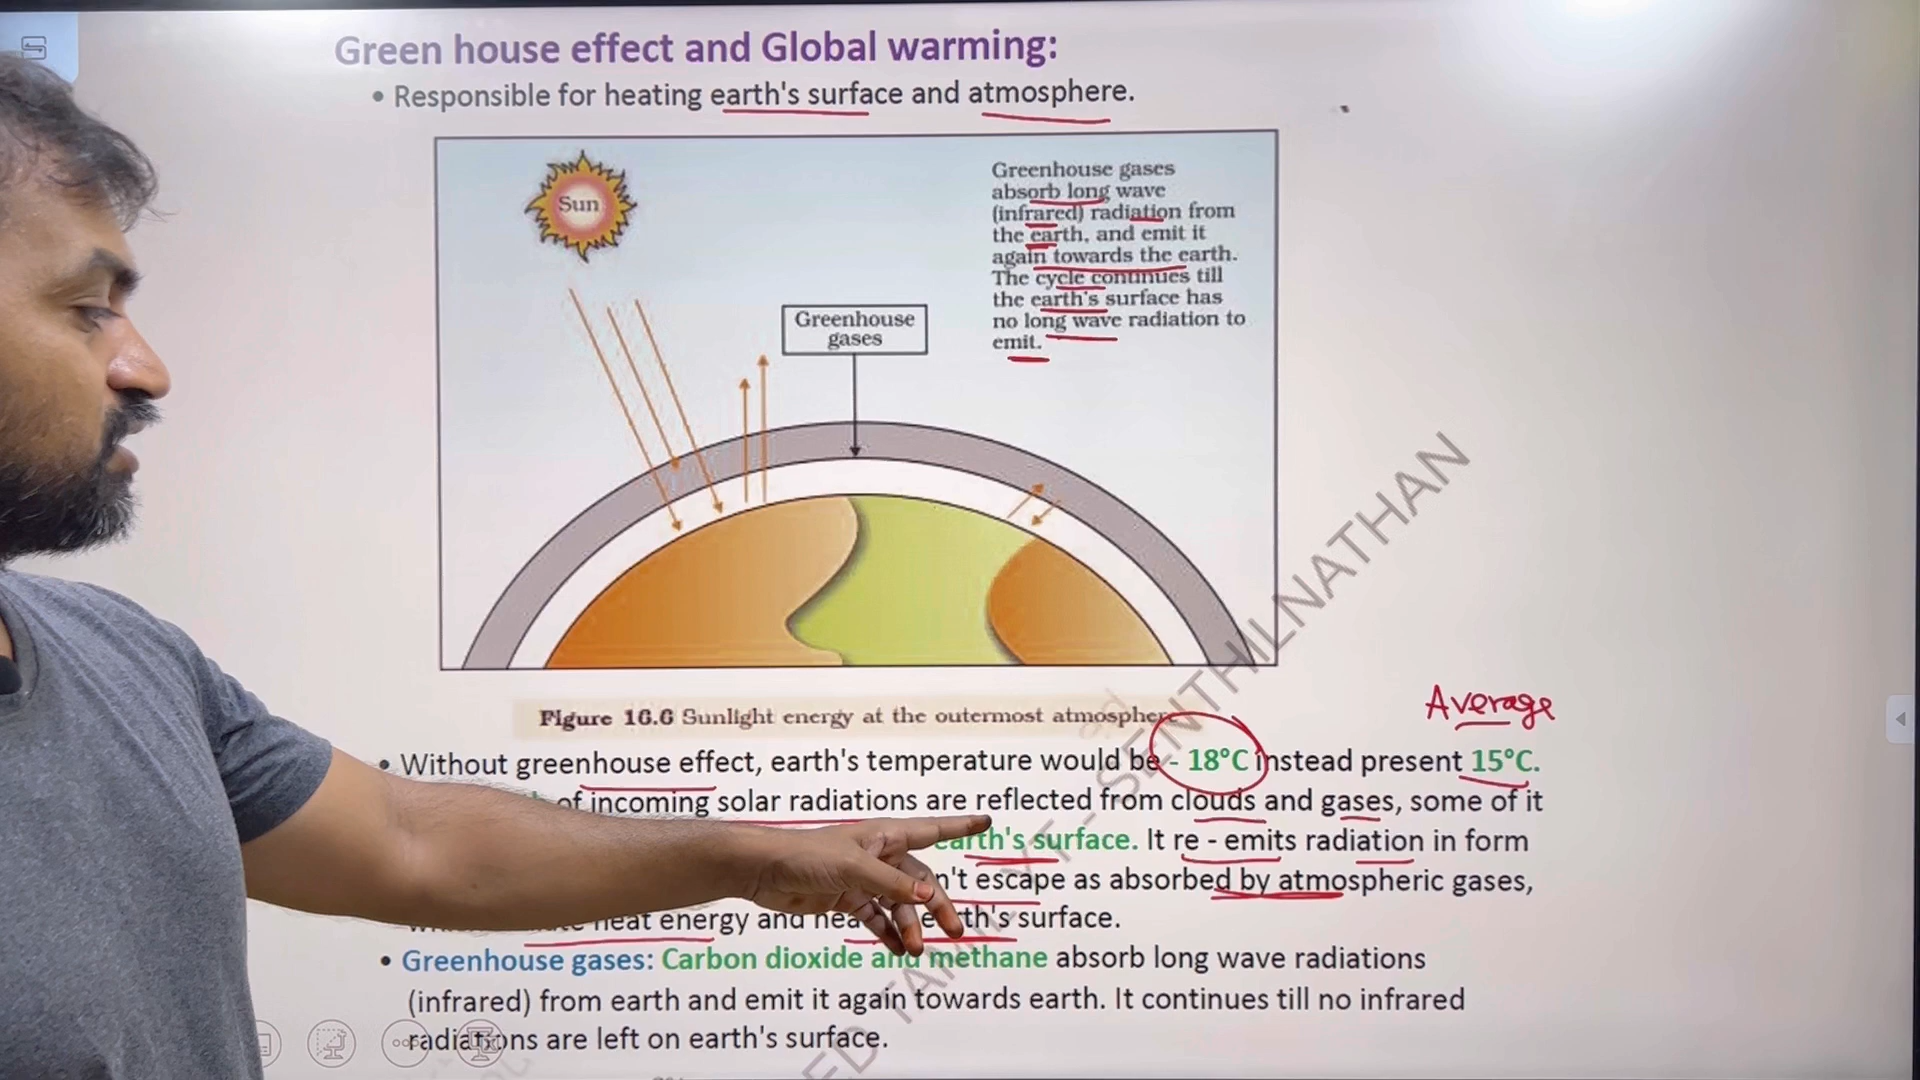 Green house effect and Global warming:
• Responsible for heating earth's surface and atmosphere.
Sun
Greenhouse gases
absorb long wave
(infrared) radiation from
the earth, and emit it
again towards the earth.
The cycle continues till
the earth's surface has
no long wave radiation to
emit.
Greenhouse
gases
Figure 16.6 Sunlight energy at the outermost atmosphere
Average
• Without greenhouse effect, earth's temperature would be - 18°C instead present 15°C.
of incoming solar radiations are reflected from clouds and gases, some of it
earth's surface. It re - emits radiation in form
escape as absorbed by atmospheric gases,
heat energy and surface.
• Greenhouse gases: Carbon dioxide and methane absorb long wave radiations
(infrared) from earth and emit it again towards earth. It continues till no infrared
radiations are left on earth's surface.
TAMIL YT - SENTHILNATHAN